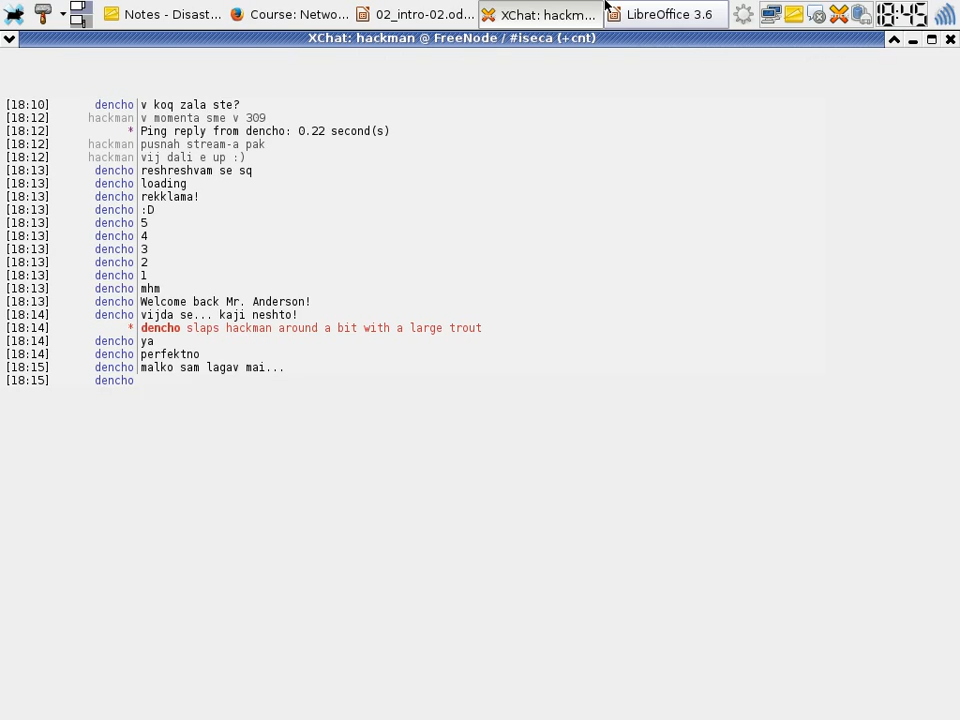 Notes - Disast...
Course: Netwo...
02_intro-02.od...
XChat: hackm...
LibreOffice 3.6
18:45
XChat: hackman @ FreeNode / #iseca (+cnt)
[18:10] dencho v koq zala ste?
[18:12] hackman v momenta sme v 309
[18:12] * Ping reply from dencho: 0.22 second(s)
[18:12] hackman pusnah stream-a pak
[18:12] hackman vij dali e up :)
[18:13] dencho reshreshvam se sq
[18:13] dencho loading
[18:13] dencho rekklama!
[18:13] dencho :D
[18:13] dencho 5
[18:13] dencho 4
[18:13] dencho 3
[18:13] dencho 2
[18:13] dencho 1
[18:13] dencho mhm
[18:13] dencho Welcome back Mr. Anderson!
[18:14] dencho vijda se... kaji neshto!
[18:14] * dencho slaps hackman around a bit with a large trout
[18:14] dencho ya
[18:14] dencho perfektno
[18:15] dencho malko sam lagav mai...
[18:15] dencho